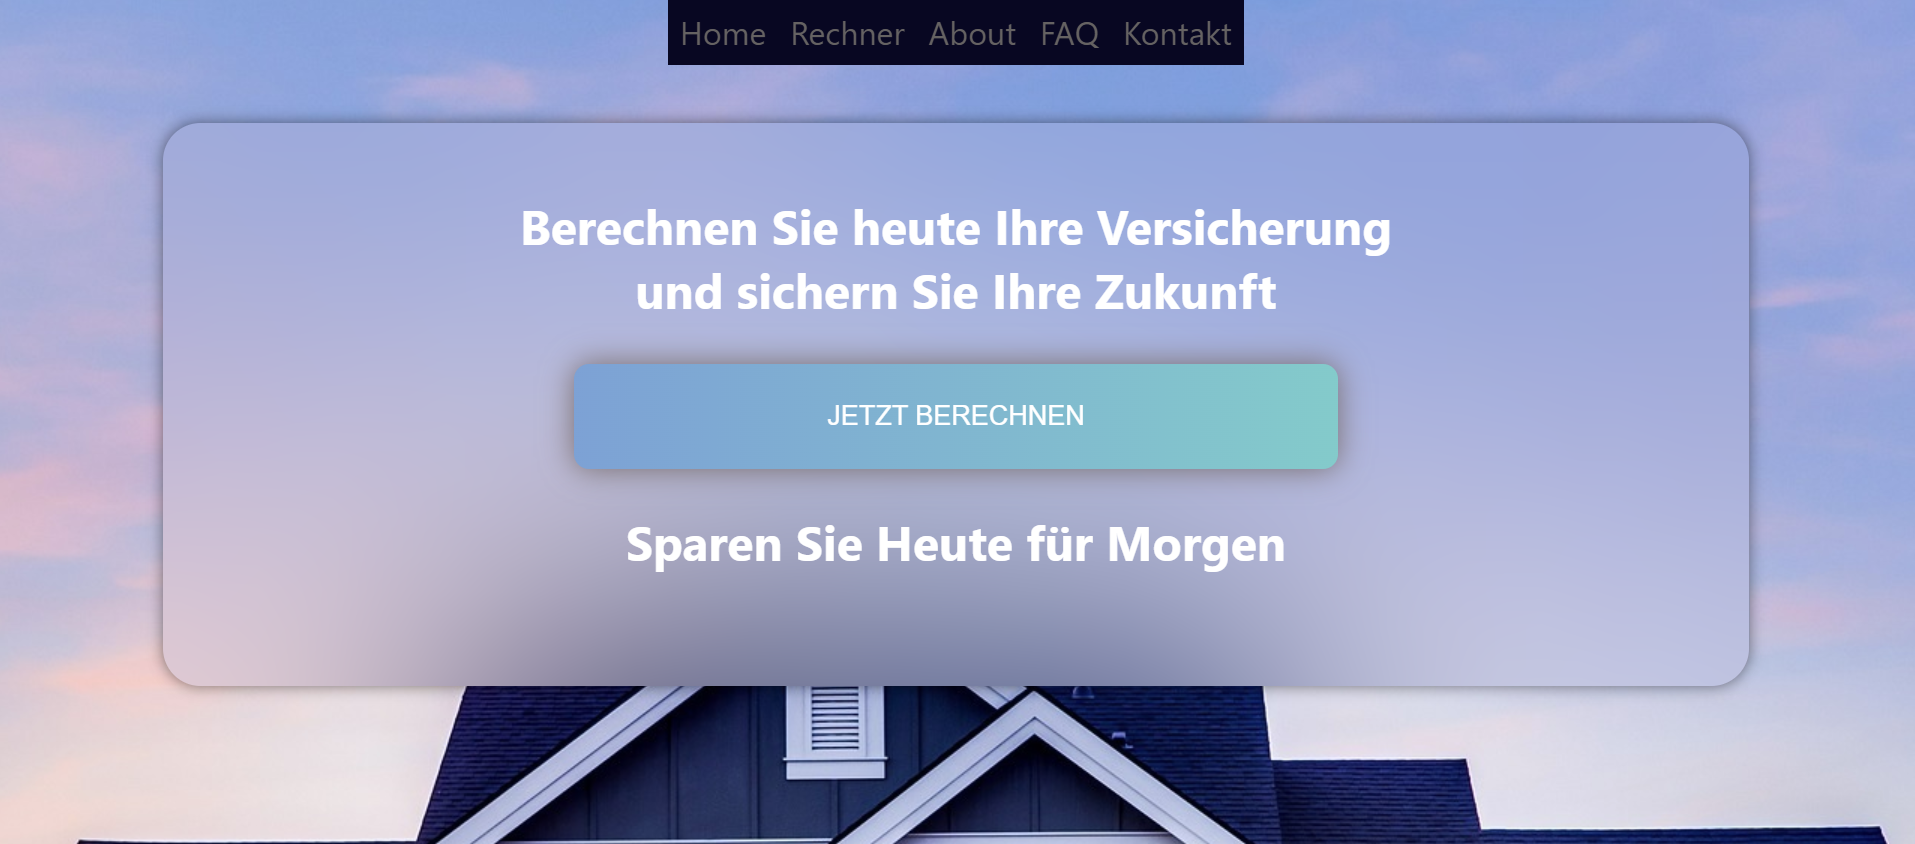 Home Rechner About FAQ Kontakt
Berechnen Sie heute Ihre Versicherung
und sichern Sie Ihre Zukunft
JETZT BERECHNEN
Sparen Sie Heute für Morgen